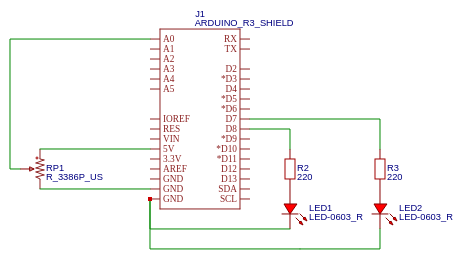 J1
ARDUINO_R3_SHIELD
A0 RX
A1 TX
A2
A3 D2
A4 *D3
A5 D4
*D5
*D6
IOREF D7
RES D8
VIN *D9
5V *D10
3.3V *D11
AREF D12
GND D13
GND SDA
GND SCL
RP1
R_3386P_US
R2
220
R3
220
LED1
LED-0603_R
LED2
LED-0603_R